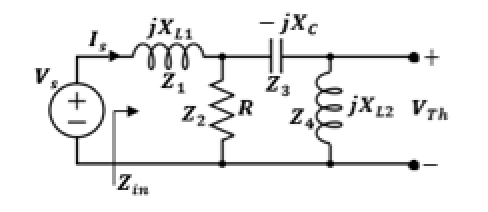 jX_L1
-jX_C
I_s
+
V_s
Z_1
Z_3
+
-
Z_2
R
Z_4
jX_L2
V_Th
Z_in
-